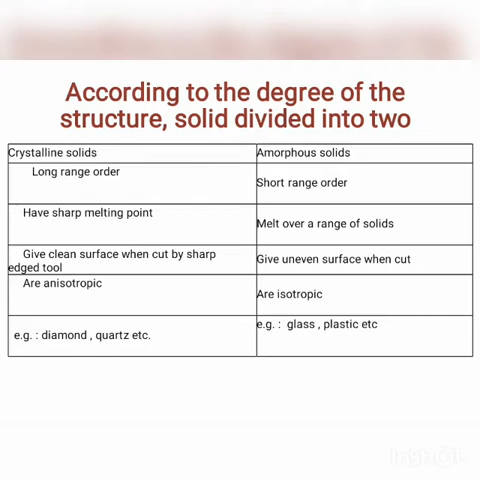 According to the degree of the
structure, solid divided into two
Crystalline solids
Amorphous solids
Long range order
Short range order
Have sharp melting point
Melt over a range of solids
Give clean surface when cut by sharp
edged tool
Give uneven surface when cut
Are anisotropic
Are isotropic
e.g. : diamond , quartz etc.
e.g. :  glass , plastic etc
InShOt